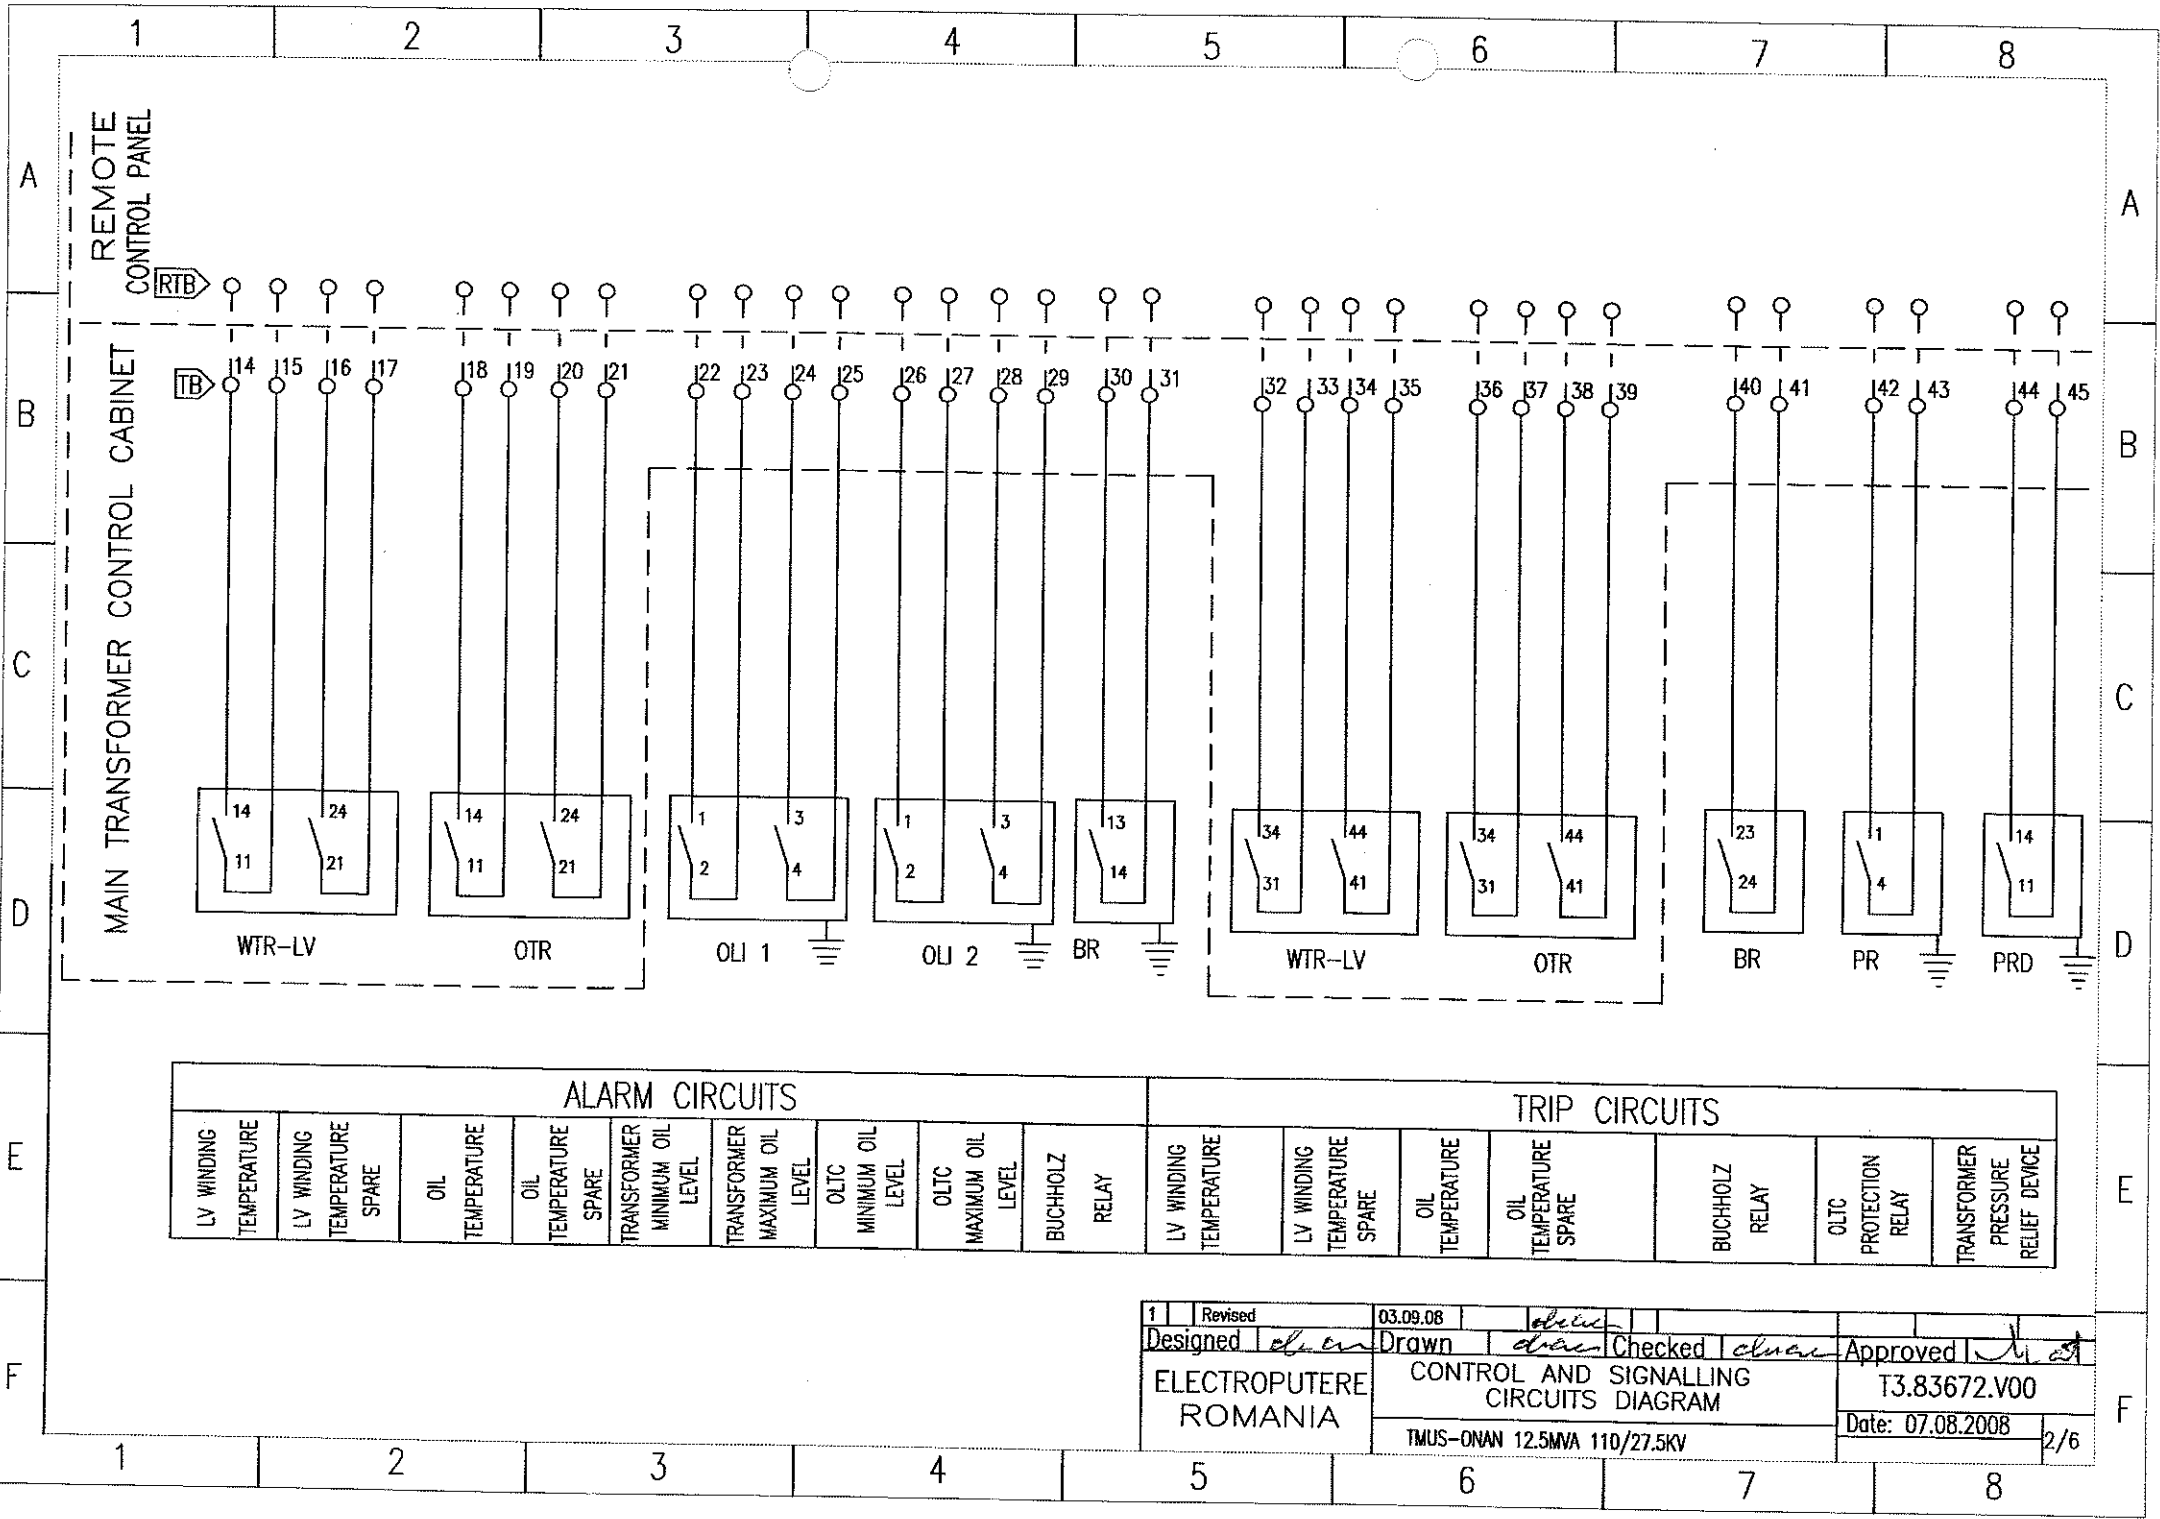 1 2 3 4 5 6 7 8
A A
REMOTE
CONTROL PANEL
RTB
B B
MAIN TRANSFORMER CONTROL CABINET
TB 14 15 16 17 18 19 20 21 22 23 24 25 26 27 28 29 30 31 32 33 34 35 36 37 38 39 40 41 42 43 44 45
C C
14 24 14 24 1 3 1 3 13 34 44 34 44 23 1 14
11 21 11 21 2 4 2 4 14 31 41 31 41 24 4 11
D D
WTR-LV OTR OLI 1 OLI 2 BR WTR-LV OTR BR PR PRD
ALARM CIRCUITS
TRIP CIRCUITS
E E
LV WINDING
TEMPERATURE
LV WINDING
TEMPERATURE
SPARE
OIL
TEMPERATURE
OIL
TEMPERATURE
SPARE
TRANSFORMER
MINIMUM OIL
LEVEL
TRANSFORMER
MAXIMUM OIL
LEVEL
OLTC
MINIMUM OIL
LEVEL
OLTC
MAXIMUM OIL
LEVEL
BUCHHOLZ
RELAY
LV WINDING
TEMPERATURE
LV WINDING
TEMPERATURE
SPARE
OIL
TEMPERATURE
OIL
TEMPERATURE
SPARE
BUCHHOLZ
RELAY
OLTC
PROTECTION
RELAY
TRANSFORMER
PRESSURE
RELIEF DEVICE
1 Revised 03.09.08
Designed Drawn Checked Approved
F F
ELECTROPUTERE
ROMANIA
CONTROL AND SIGNALLING
CIRCUITS DIAGRAM
T3.83672.V00
TMUS-ONAN 12.5MVA 110/27.5KV
Date: 07.08.2008
2/6
1 2 3 4 5 6 7 8